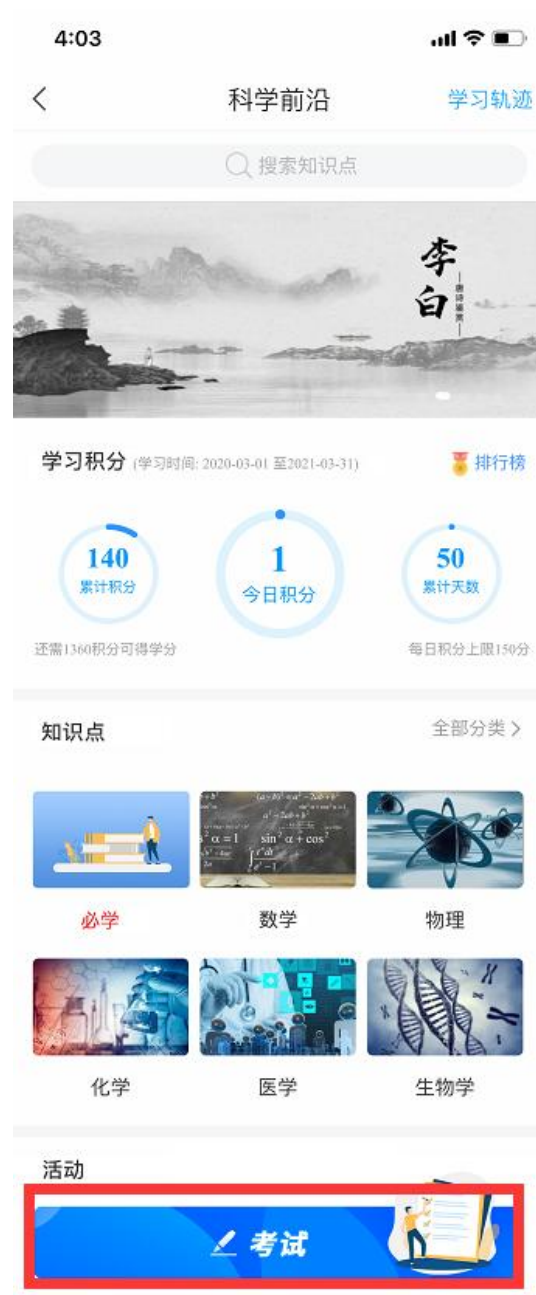 4:03
科学前沿
学习轨迹
搜索知识点
李白
唐诗鉴赏
学习积分 (学习时间: 2020-03-01 至2021-03-31)
排行榜
140
累计积分
1
今日积分
50
累计天数
还需1360积分可得学分
每日积分上限150分
知识点
全部分类
必学
数学
物理
化学
医学
生物学
活动
考试